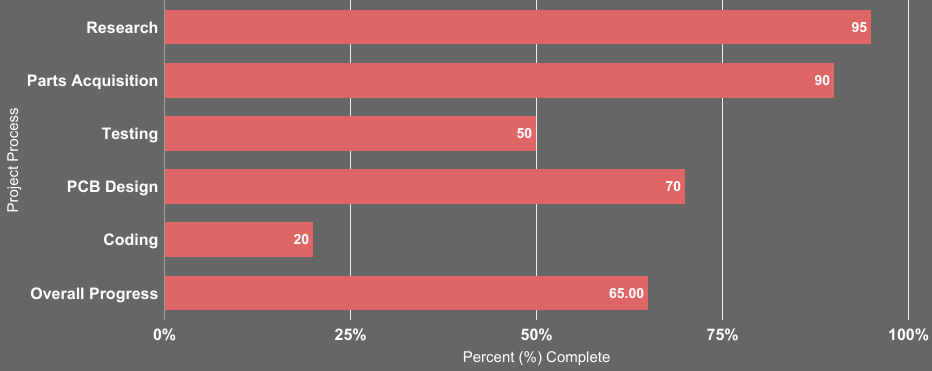 Project Process
Research 95
Parts Acquisition 90
Testing 50
PCB Design 70
Coding 20
Overall Progress 65.00
0% 25% 50% 75% 100%
Percent (%) Complete